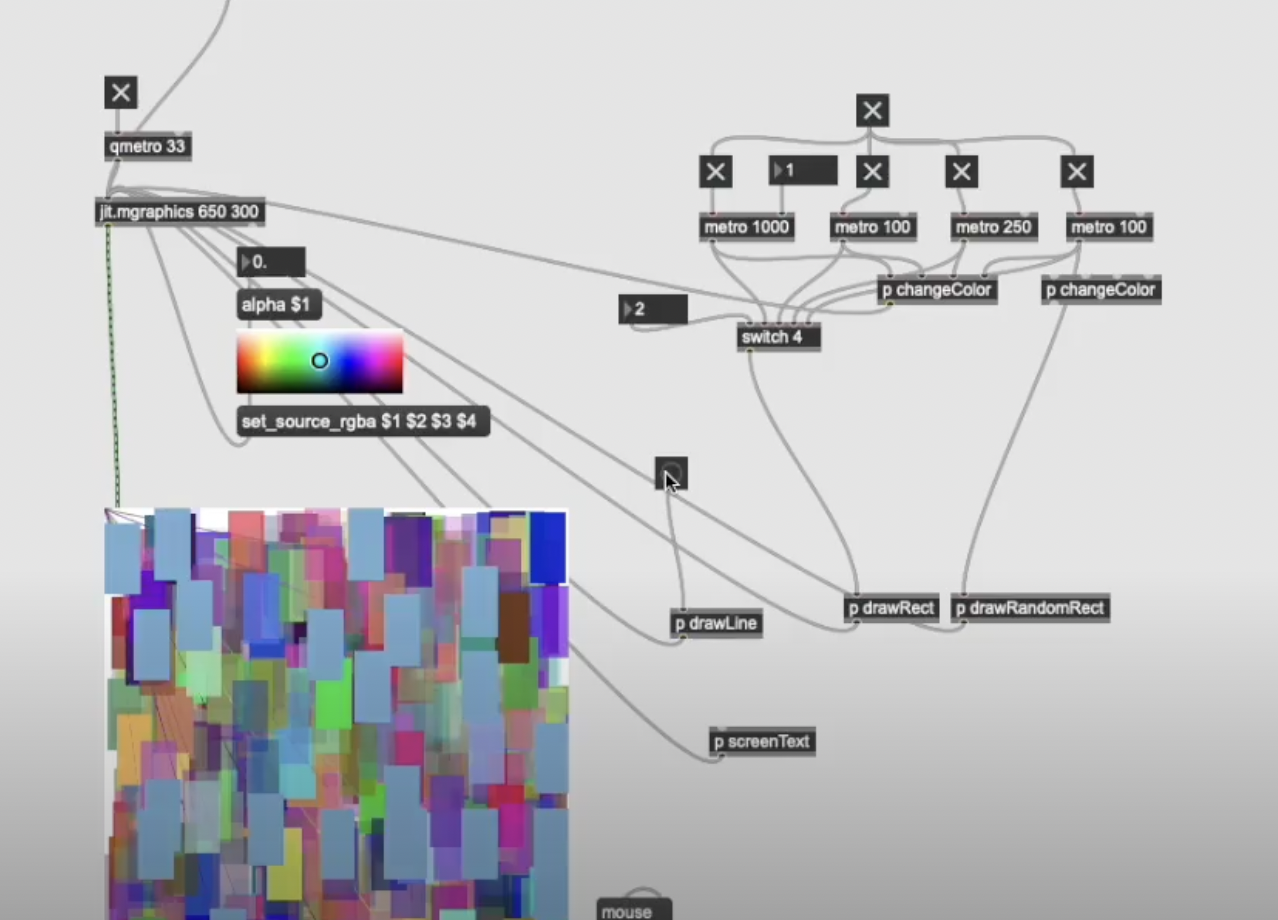 qmetro 33
1
jit.mgraphics 650 300
metro 1000
metro 100
metro 250
metro 100
0.
p changeColor
p changeColor
alpha $1
2
switch 4
set_source_rgba $1 $2 $3 $4
p drawRect
p drawRandomRect
p drawLine
p screenText
mouse